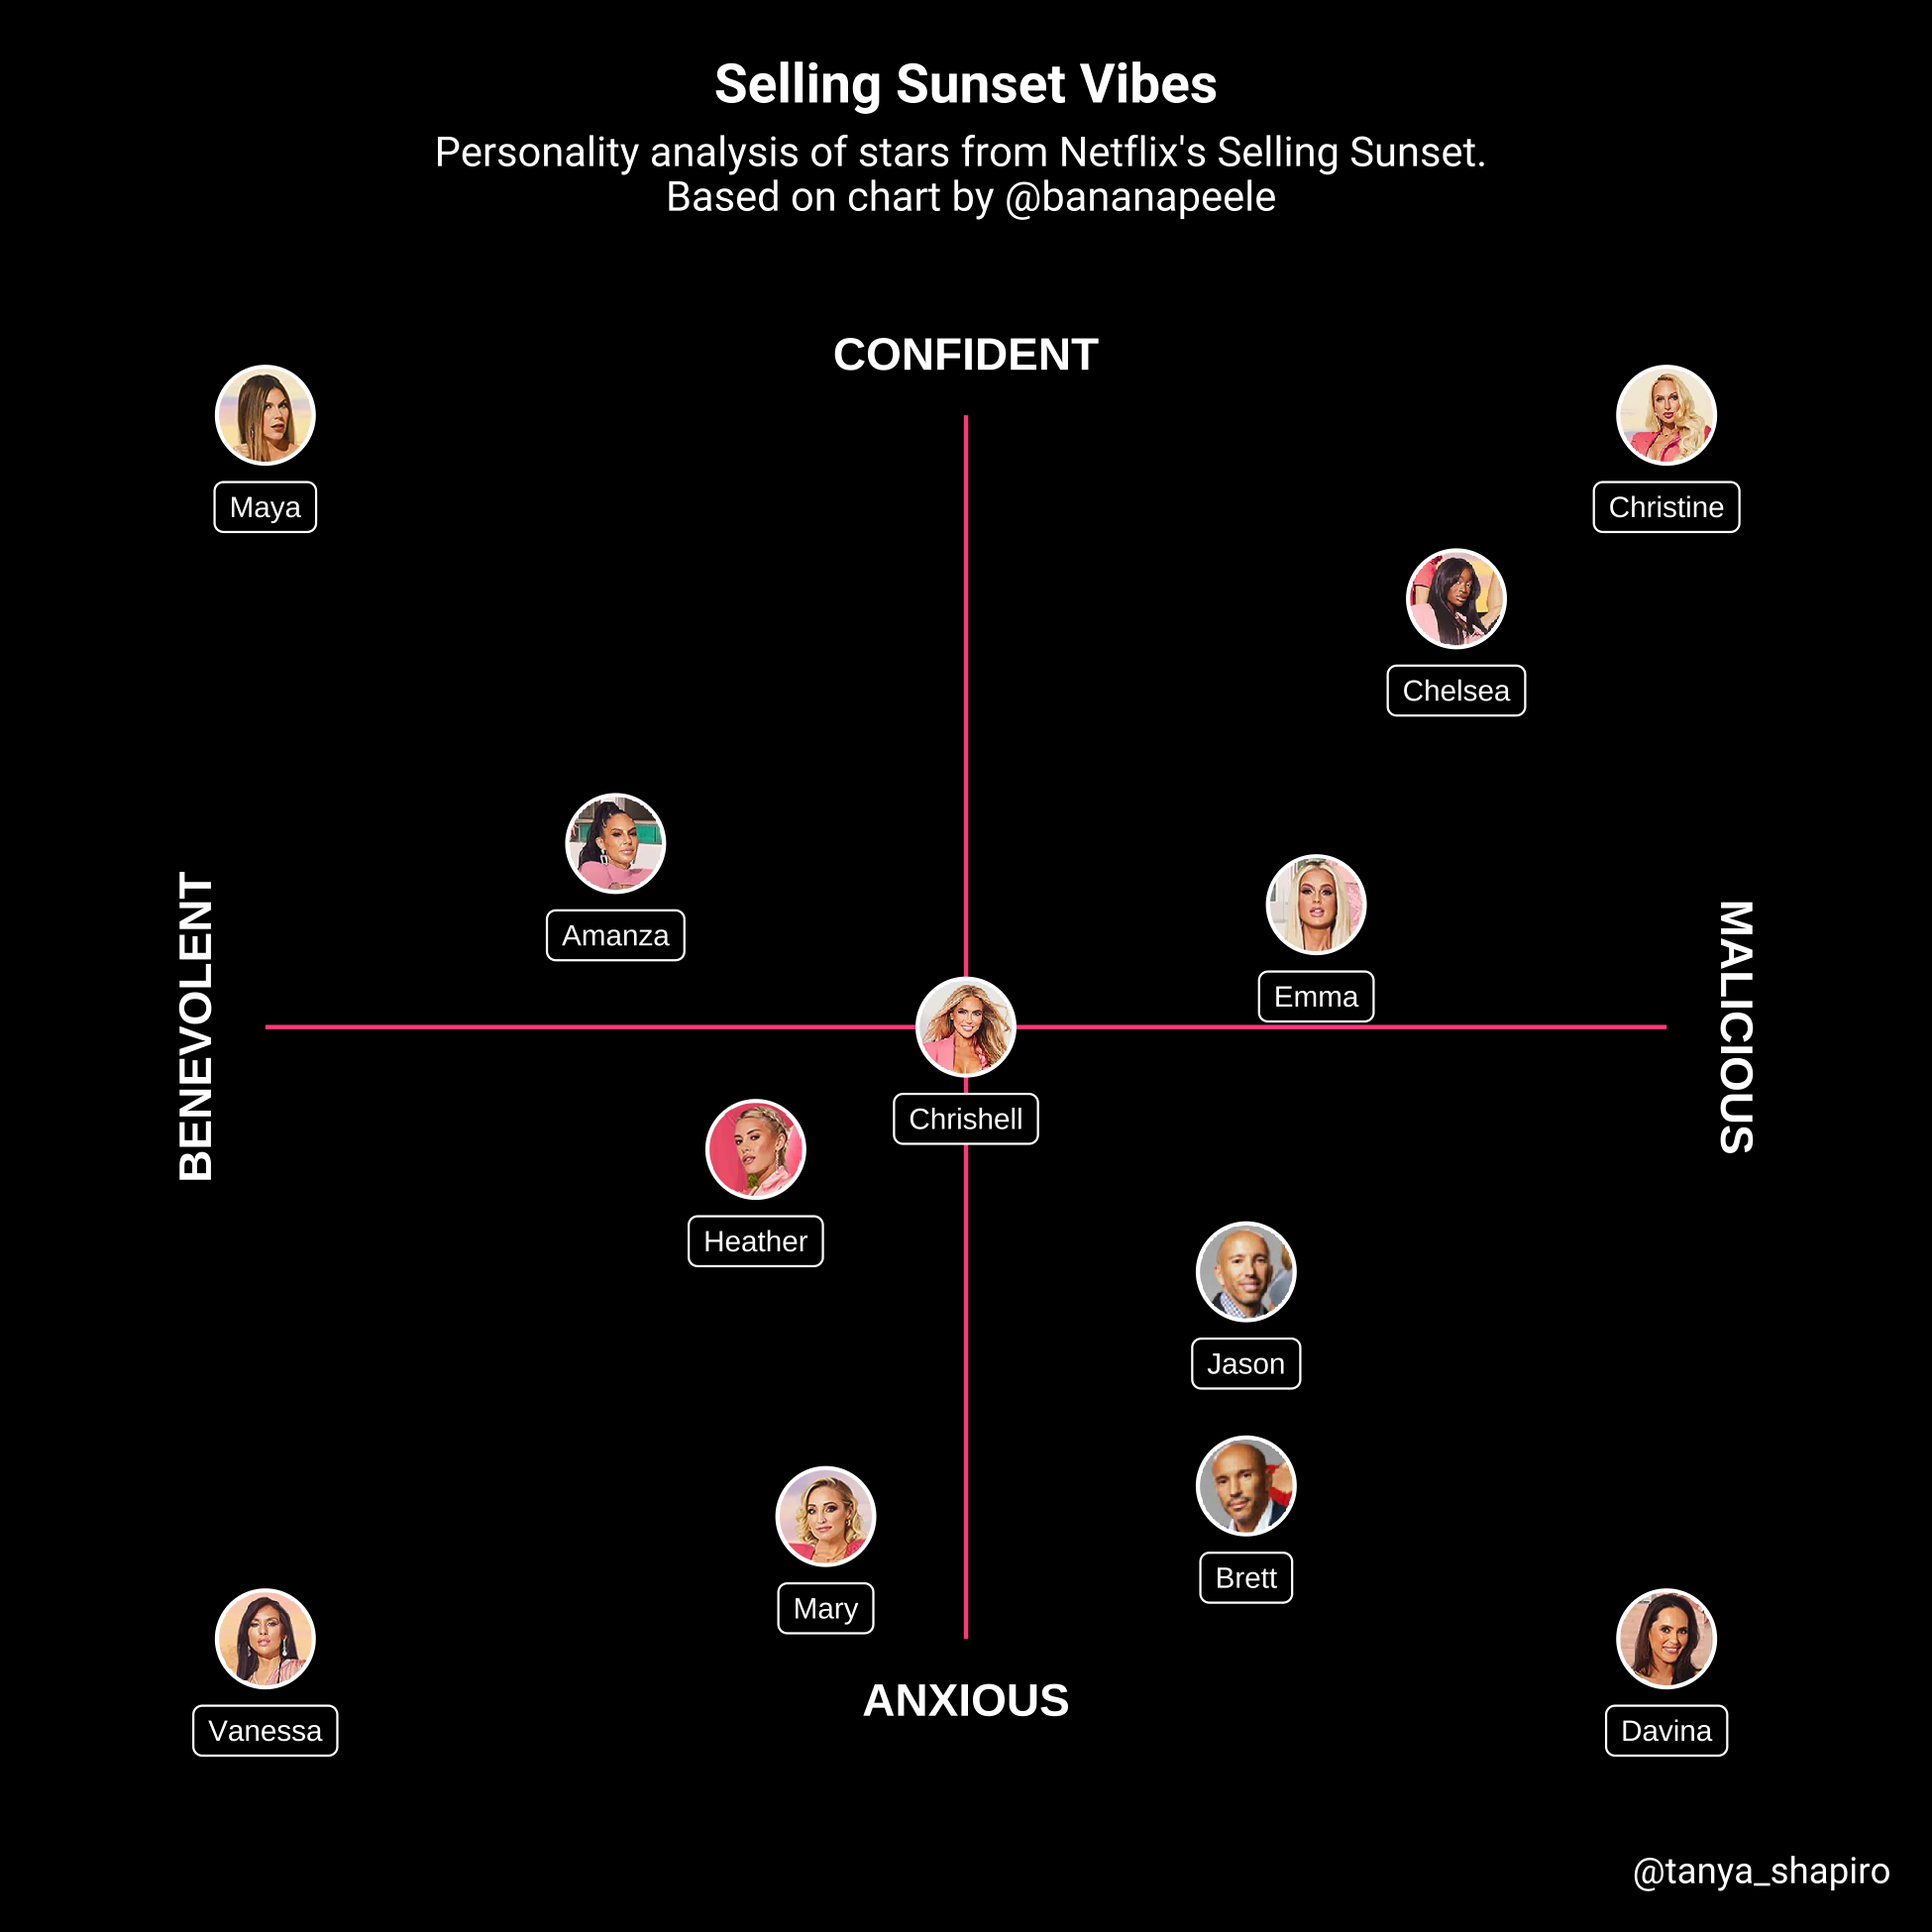 Selling Sunset Vibes
Personality analysis of stars from Netflix's Selling Sunset.
Based on chart by @bananapeele
CONFIDENT
Maya
Christine
Chelsea
Amanza
Emma
BENEVOLENT
MALICIOUS
Chrishell
Heather
Jason
Brett
Mary
ANXIOUS
Vanessa
Davina
@tanya_shapiro